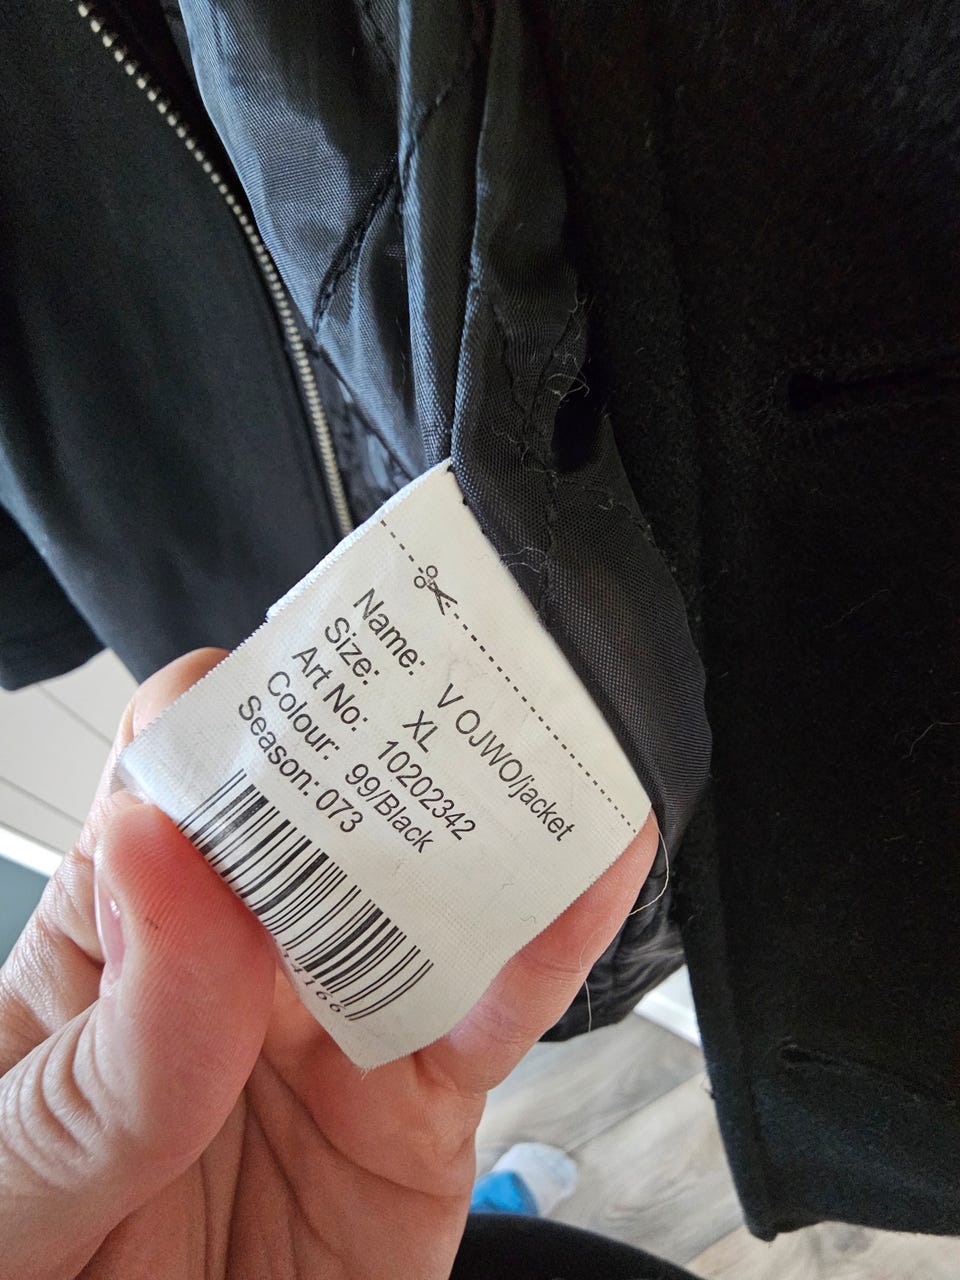 Name: V OJWO/jacket
Size: XL
Art No: 10202342
Colour: 99/Black
Season: 073